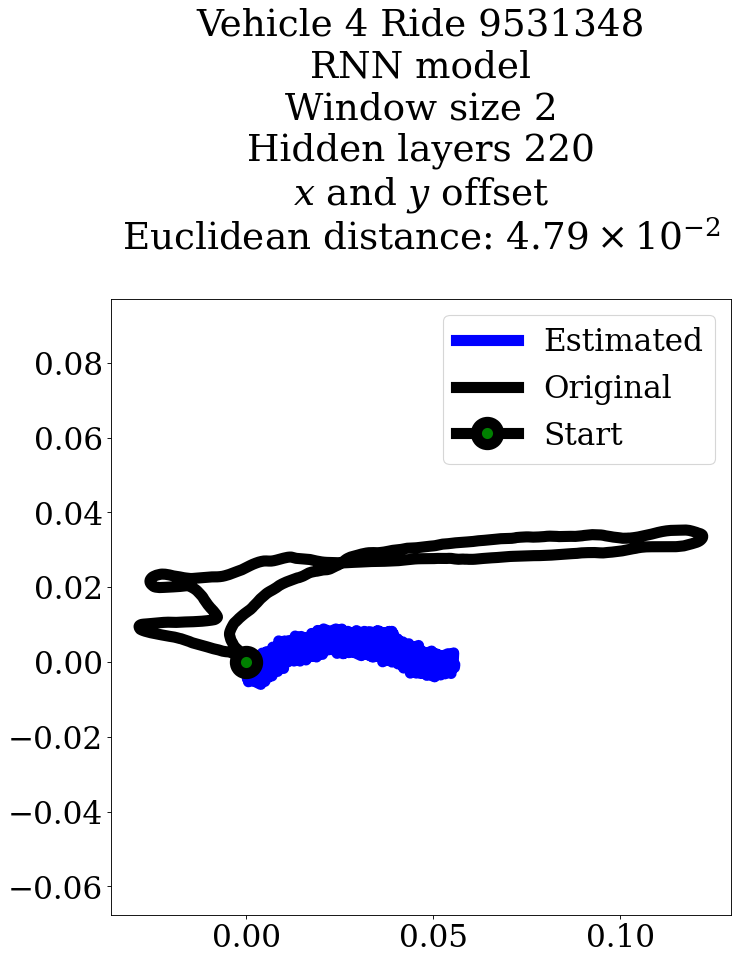 Vehicle 4 Ride 9531348
RNN model
Window size 2
Hidden layers 220
x and y offset
Euclidean distance: 4.79 × 10⁻²
Estimated
Original
Start
0.08
0.06
0.04
0.02
0.00
−0.02
−0.04
−0.06
0.00 0.05 0.10